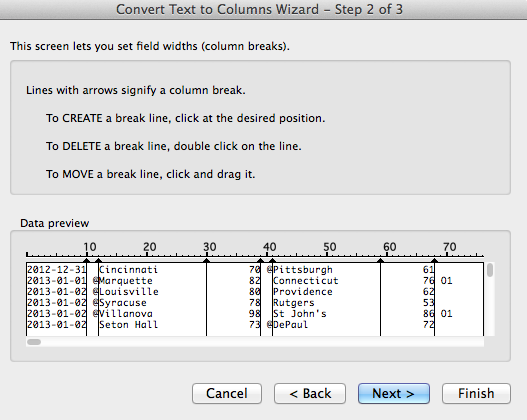 Convert Text to Columns Wizard – Step 2 of 3
This screen lets you set field widths (column breaks).
Lines with arrows signify a column break.
To CREATE a break line, click at the desired position.
To DELETE a break line, double click on the line.
To MOVE a break line, click and drag it.
Data preview
10 20 30 40 50 60 70
2012-12-31 Cincinnati 70 @Pittsburgh 61
2013-01-01 @Marquette 82 Connecticut 76 01
2013-01-02 @Louisville 80 Providence 62
2013-01-02 @Syracuse 78 Rutgers 53
2013-01-02 @Villanova 98 St John's 86 01
2013-01-02 Seton Hall 73 @DePaul 72
Cancel < Back Next > Finish